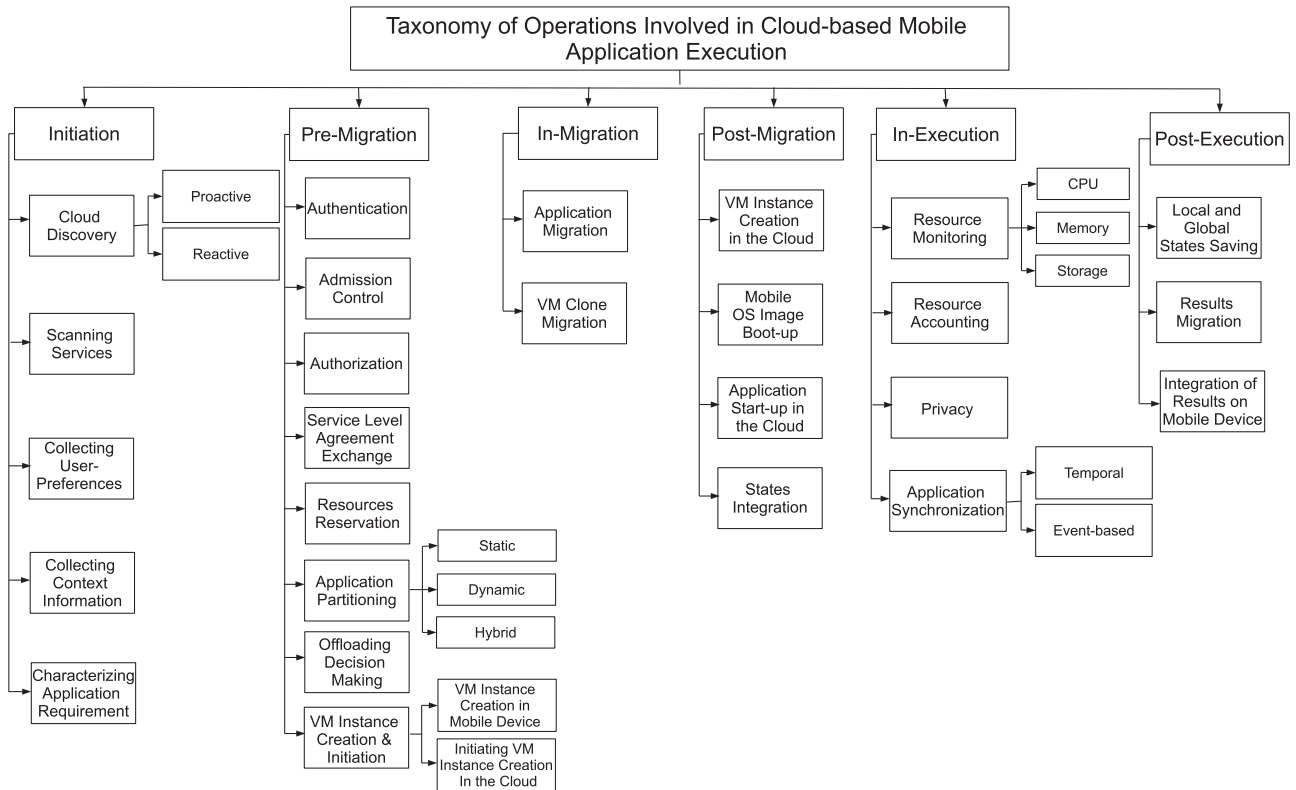 Taxonomy of Operations Involved in Cloud-based Mobile
Application Execution
Initiation
Cloud
Discovery
Proactive
Reactive
Scanning
Services
Collecting
User-
Preferences
Collecting
Context
Information
Characterizing
Application
Requirement
Pre-Migration
Authentication
Admission
Control
Authorization
Service Level
Agreement
Exchange
Resources
Reservation
Application
Partitioning
Static
Dynamic
Hybrid
Offloading
Decision
Making
VM Instance
Creation &
Initiation
VM Instance
Creation in
Mobile Device
Initiating VM
Instance Creation
In the Cloud
In-Migration
Application
Migration
VM Clone
Migration
Post-Migration
VM Instance
Creation
in the Cloud
Mobile
OS Image
Boot-up
Application
Start-up in
the Cloud
States
Integration
In-Execution
Resource
Monitoring
CPU
Memory
Storage
Resource
Accounting
Privacy
Application
Synchronization
Temporal
Event-based
Post-Execution
Local and
Global
States Saving
Results
Migration
Integration of
Results on
Mobile Device